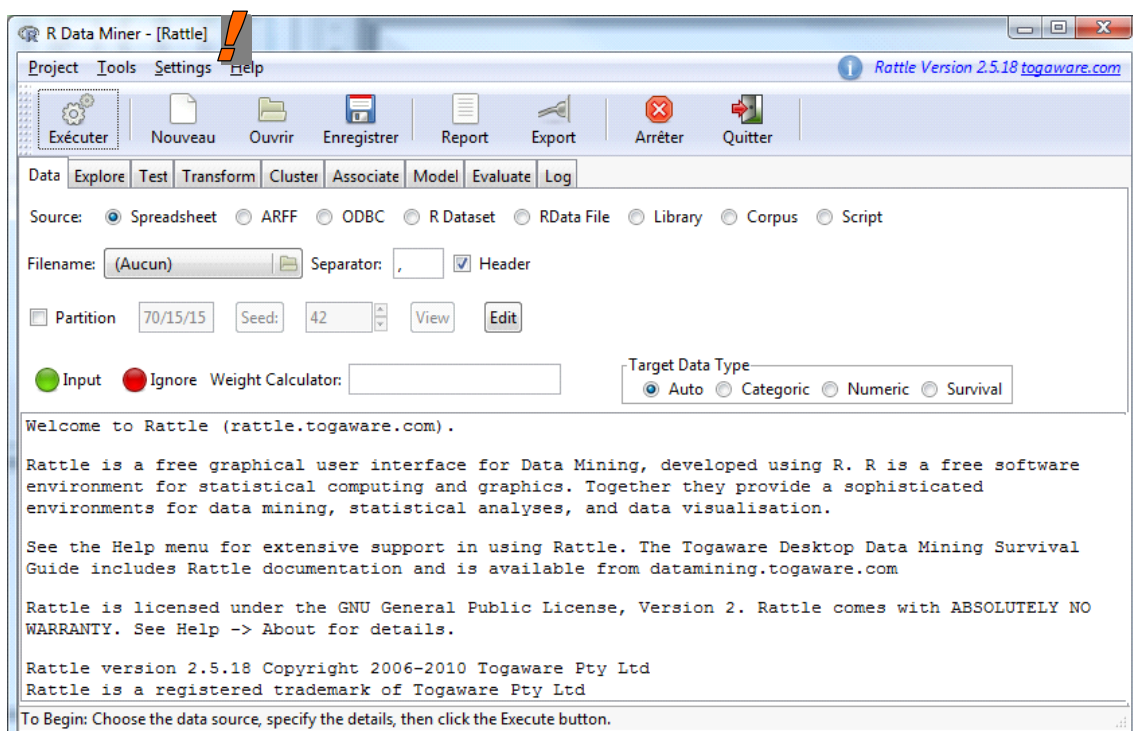 R Data Miner - [Rattle]
Project Tools Settings Help Rattle Version 2.5.18 togaware.com
Exécuter Nouveau Ouvrir Enregistrer Report Export Arrêter Quitter
Data Explore Test Transform Cluster Associate Model Evaluate Log
Source: Spreadsheet ARFF ODBC R Dataset RData File Library Corpus Script
Filename: (Aucun) Separator: , Header
Partition 70/15/15 Seed: 42 View Edit
Target Data Type
Input Ignore Weight Calculator: Auto Categoric Numeric Survival
Welcome to Rattle (rattle.togaware.com).
Rattle is a free graphical user interface for Data Mining, developed using R. R is a free software
environment for statistical computing and graphics. Together they provide a sophisticated
environments for data mining, statistical analyses, and data visualisation.
See the Help menu for extensive support in using Rattle. The Togaware Desktop Data Mining Survival
Guide includes Rattle documentation and is available from datamining.togaware.com
Rattle is licensed under the GNU General Public License, Version 2. Rattle comes with ABSOLUTELY NO
WARRANTY. See Help -> About for details.
Rattle version 2.5.18 Copyright 2006-2010 Togaware Pty Ltd
Rattle is a registered trademark of Togaware Pty Ltd
To Begin: Choose the data source, specify the details, then click the Execute button.